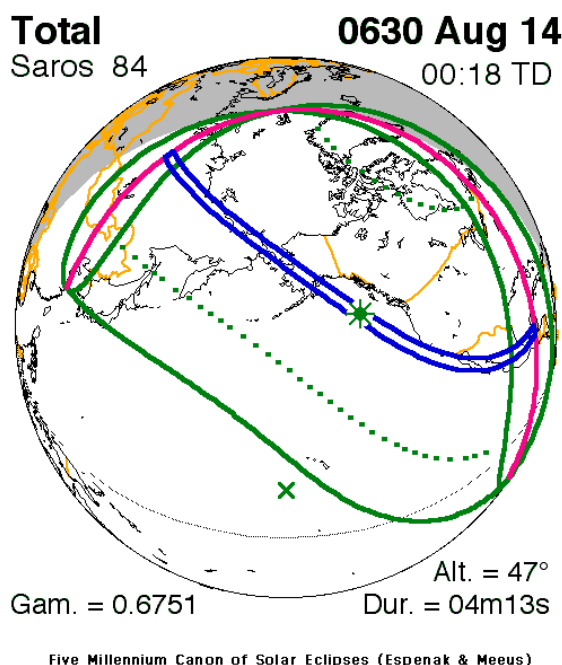 Total
0630 Aug 14
Saros 84
00:18 TD
Alt. = 47°
Gam. = 0.6751
Dur. = 04m13s
Five Millennium Canon of Solar Eclipses (Espenak & Meeus)